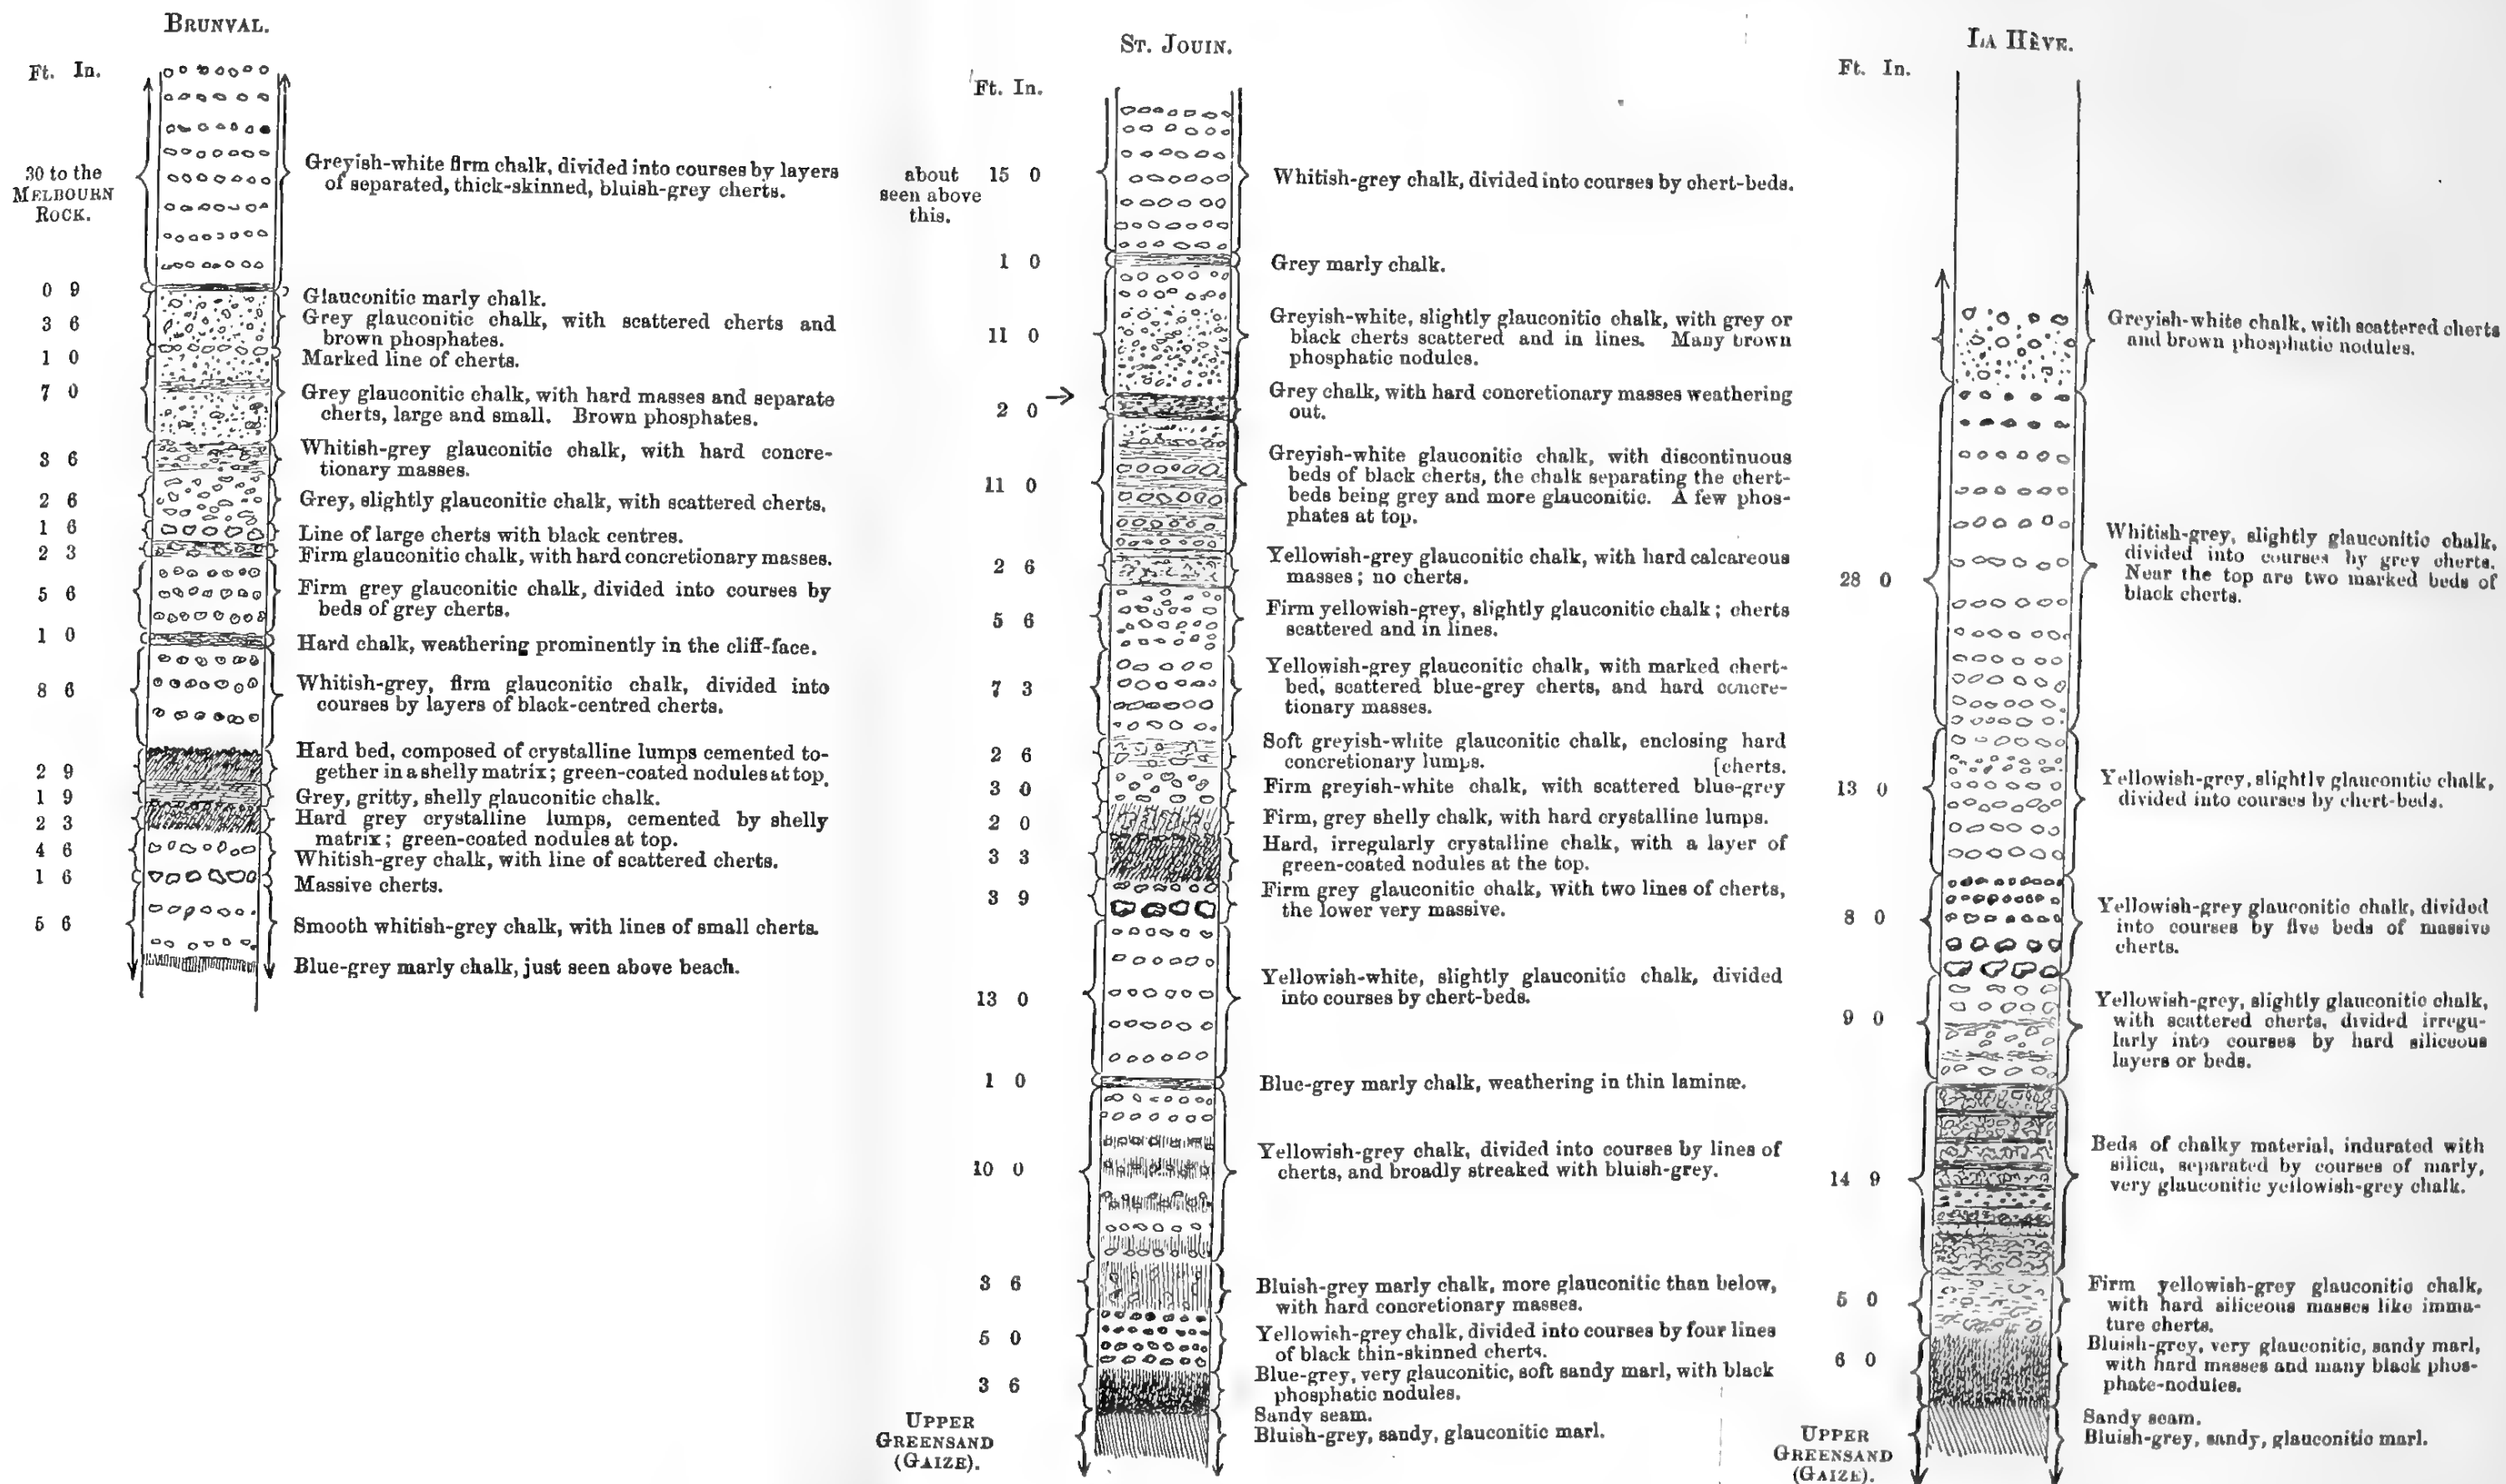 BRUNVAL.
Ft. In.
30 to the
MELBOURN
ROCK.
Greyish-white firm chalk, divided into courses by layers
of separated, thick-skinned, bluish-grey cherts.
0 9
Glauconitic marly chalk.
3 6
Grey glauconitic chalk, with scattered cherts and
brown phosphates.
1 0
Marked line of cherts.
7 0
Grey glauconitic chalk, with hard masses and separate
cherts, large and small. Brown phosphates.
3 6
Whitish-grey glauconitic chalk, with hard concre-
tionary masses.
2 6
Grey, slightly glauconitic chalk, with scattered cherts.
1 6
Line of large cherts with black centres.
2 3
Firm glauconitic chalk, with hard concretionary masses.
5 6
Firm grey glauconitic chalk, divided into courses by
beds of grey cherts.
1 0
Hard chalk, weathering prominently in the cliff-face.
8 6
Whitish-grey, firm glauconitic chalk, divided into
courses by layers of black-centred cherts.
2 9
Hard bed, composed of crystalline lumps cemented to-
gether in a shelly matrix; green-coated nodules at top.
1 9
Grey, gritty, shelly glauconitic chalk.
2 3
Hard grey crystalline lumps, cemented by shelly
matrix; green-coated nodules at top.
4 6
Whitish-grey chalk, with line of scattered cherts.
1 6
Massive cherts.
5 6
Smooth whitish-grey chalk, with lines of small cherts.
Blue-grey marly chalk, just seen above beach.
ST. JOUIN.
Ft. In.
about 15 0
seen above
this.
Whitish-grey chalk, divided into courses by chert-beds.
1 0
Grey marly chalk.
11 0
Greyish-white, slightly glauconitic chalk, with grey or
black cherts scattered and in lines. Many brown
phosphatic nodules.
2 0
Grey chalk, with hard concretionary masses weathering
out.
11 0
Greyish-white glauconitic chalk, with discontinuous
beds of black cherts, the chalk separating the chert-
beds being grey and more glauconitic. A few phos-
phates at top.
2 6
Yellowish-grey glauconitic chalk, with hard calcareous
masses; no cherts.
5 6
Firm yellowish-grey, slightly glauconitic chalk; cherts
scattered and in lines.
7 3
Yellowish-grey glauconitic chalk, with marked chert-
bed, scattered blue-grey cherts, and hard concre-
tionary masses.
2 6
Soft greyish-white glauconitic chalk, enclosing hard
concretionary lumps. [cherts.
3 0
Firm greyish-white chalk, with scattered blue-grey
2 0
Firm, grey shelly chalk, with hard crystalline lumps.
3 3
Hard, irregularly crystalline chalk, with a layer of
green-coated nodules at the top.
3 9
Firm grey glauconitic chalk, with two lines of cherts,
the lower very massive.
13 0
Yellowish-white, slightly glauconitic chalk, divided
into courses by chert-beds.
1 0
Blue-grey marly chalk, weathering in thin laminæ.
10 0
Yellowish-grey chalk, divided into courses by lines of
cherts, and broadly streaked with bluish-grey.
3 6
Bluish-grey marly chalk, more glauconitic than below,
with hard concretionary masses.
5 0
Yellowish-grey chalk, divided into courses by four lines
of black thin-skinned cherts.
3 6
Blue-grey, very glauconitic, soft sandy marl, with black
phosphatic nodules.
Sandy seam.
UPPER
GREENSAND
(GAIZE).
Bluish-grey, sandy, glauconitic marl.
LA HÈVE.
Ft. In.
Greyish-white chalk, with scattered cherts
and brown phosphatic nodules.
28 0
Whitish-grey, slightly glauconitic chalk,
divided into courses by grey cherts.
Near the top are two marked beds of
black cherts.
13 0
Yellowish-grey, slightly glauconitic chalk,
divided into courses by chert-beds.
8 0
Yellowish-grey glauconitic chalk, divided
into courses by five beds of massive
cherts.
9 0
Yellowish-grey, slightly glauconitic chalk,
with scattered cherts, divided irregu-
larly into courses by hard siliceous
layers or beds.
14 9
Beds of chalky material, indurated with
silica, separated by courses of marly,
very glauconitic yellowish-grey chalk.
5 0
Firm yellowish-grey glauconitic chalk,
with hard siliceous masses like imma-
ture cherts.
6 0
Bluish-grey, very glauconitic, sandy marl,
with hard masses and many black phos-
phate-nodules.
Sandy seam.
UPPER
GREENSAND
(GAIZE).
Bluish-grey, sandy, glauconitic marl.